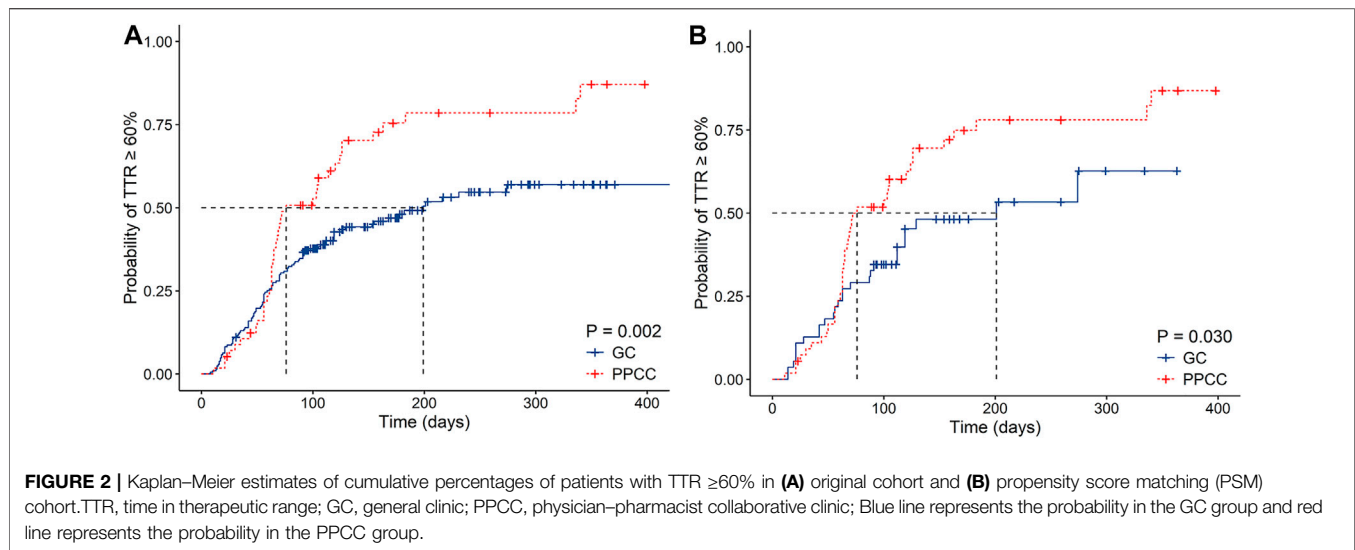 A
1.00
0.75
0.50
0.25
0.00
Probability of TTR ≥ 60%
0
100
200
300
400
Time (days)
P = 0.002
GC
PPCC
B
1.00
0.75
0.50
0.25
0.00
Probability of TTR ≥ 60%
0
100
200
300
400
Time (days)
P = 0.030
GC
PPCC
FIGURE 2 | Kaplan–Meier estimates of cumulative percentages of patients with TTR ≥60% in (A) original cohort and (B) propensity score matching (PSM)
cohort.TTR, time in therapeutic range; GC, general clinic; PPCC, physician–pharmacist collaborative clinic; Blue line represents the probability in the GC group and red
line represents the probability in the PPCC group.